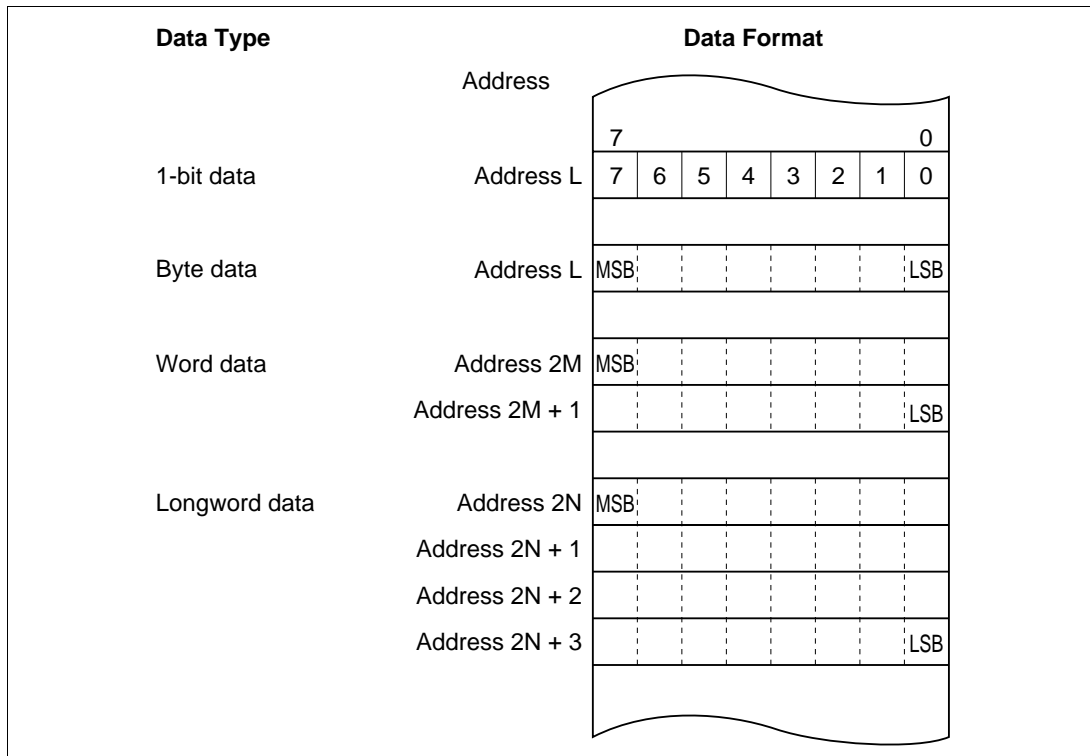 Data Type Data Format
Address
7 0
1-bit data Address L 7 6 5 4 3 2 1 0
Byte data Address L MSB LSB
Word data Address 2M MSB
Address 2M + 1 LSB
Longword data Address 2N MSB
Address 2N + 1
Address 2N + 2
Address 2N + 3 LSB